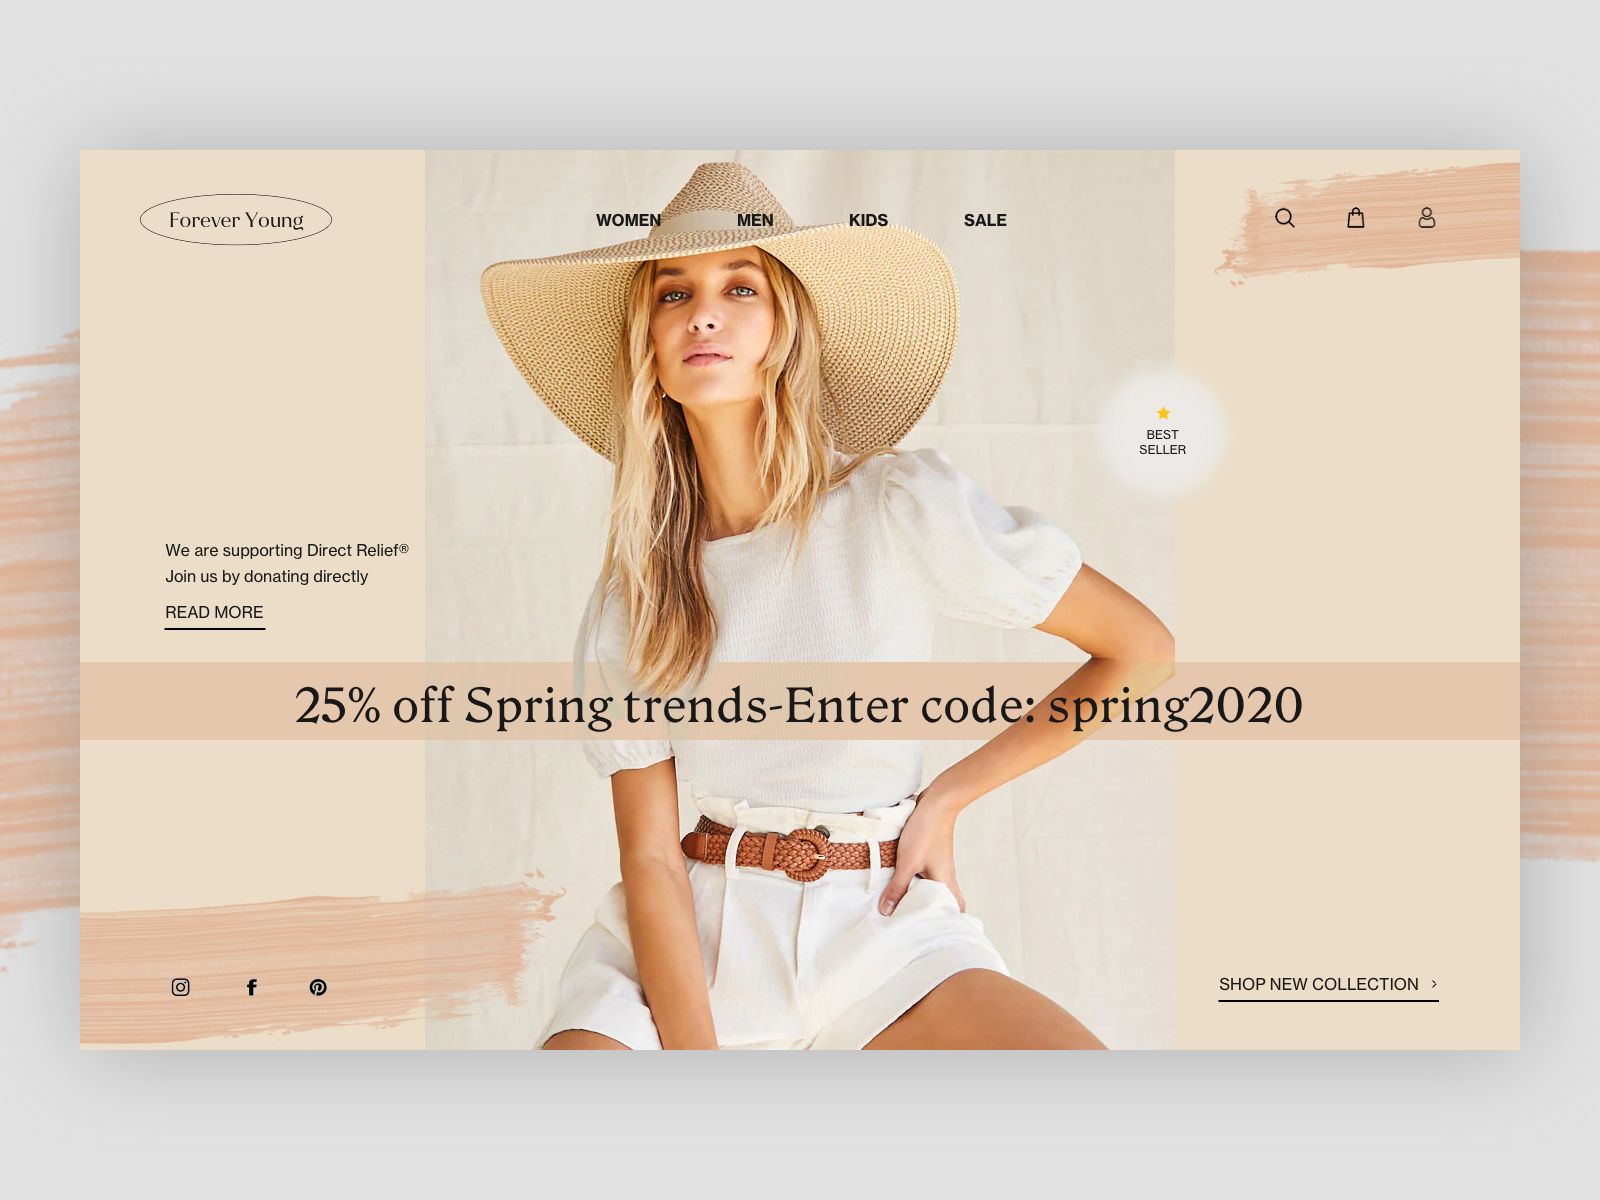 Forever Young
WOMEN
MEN
KIDS
SALE
BEST
SELLER
We are supporting Direct Relief®
Join us by donating directly
READ MORE
25% off Spring trends-Enter code: spring2020
SHOP NEW COLLECTION >